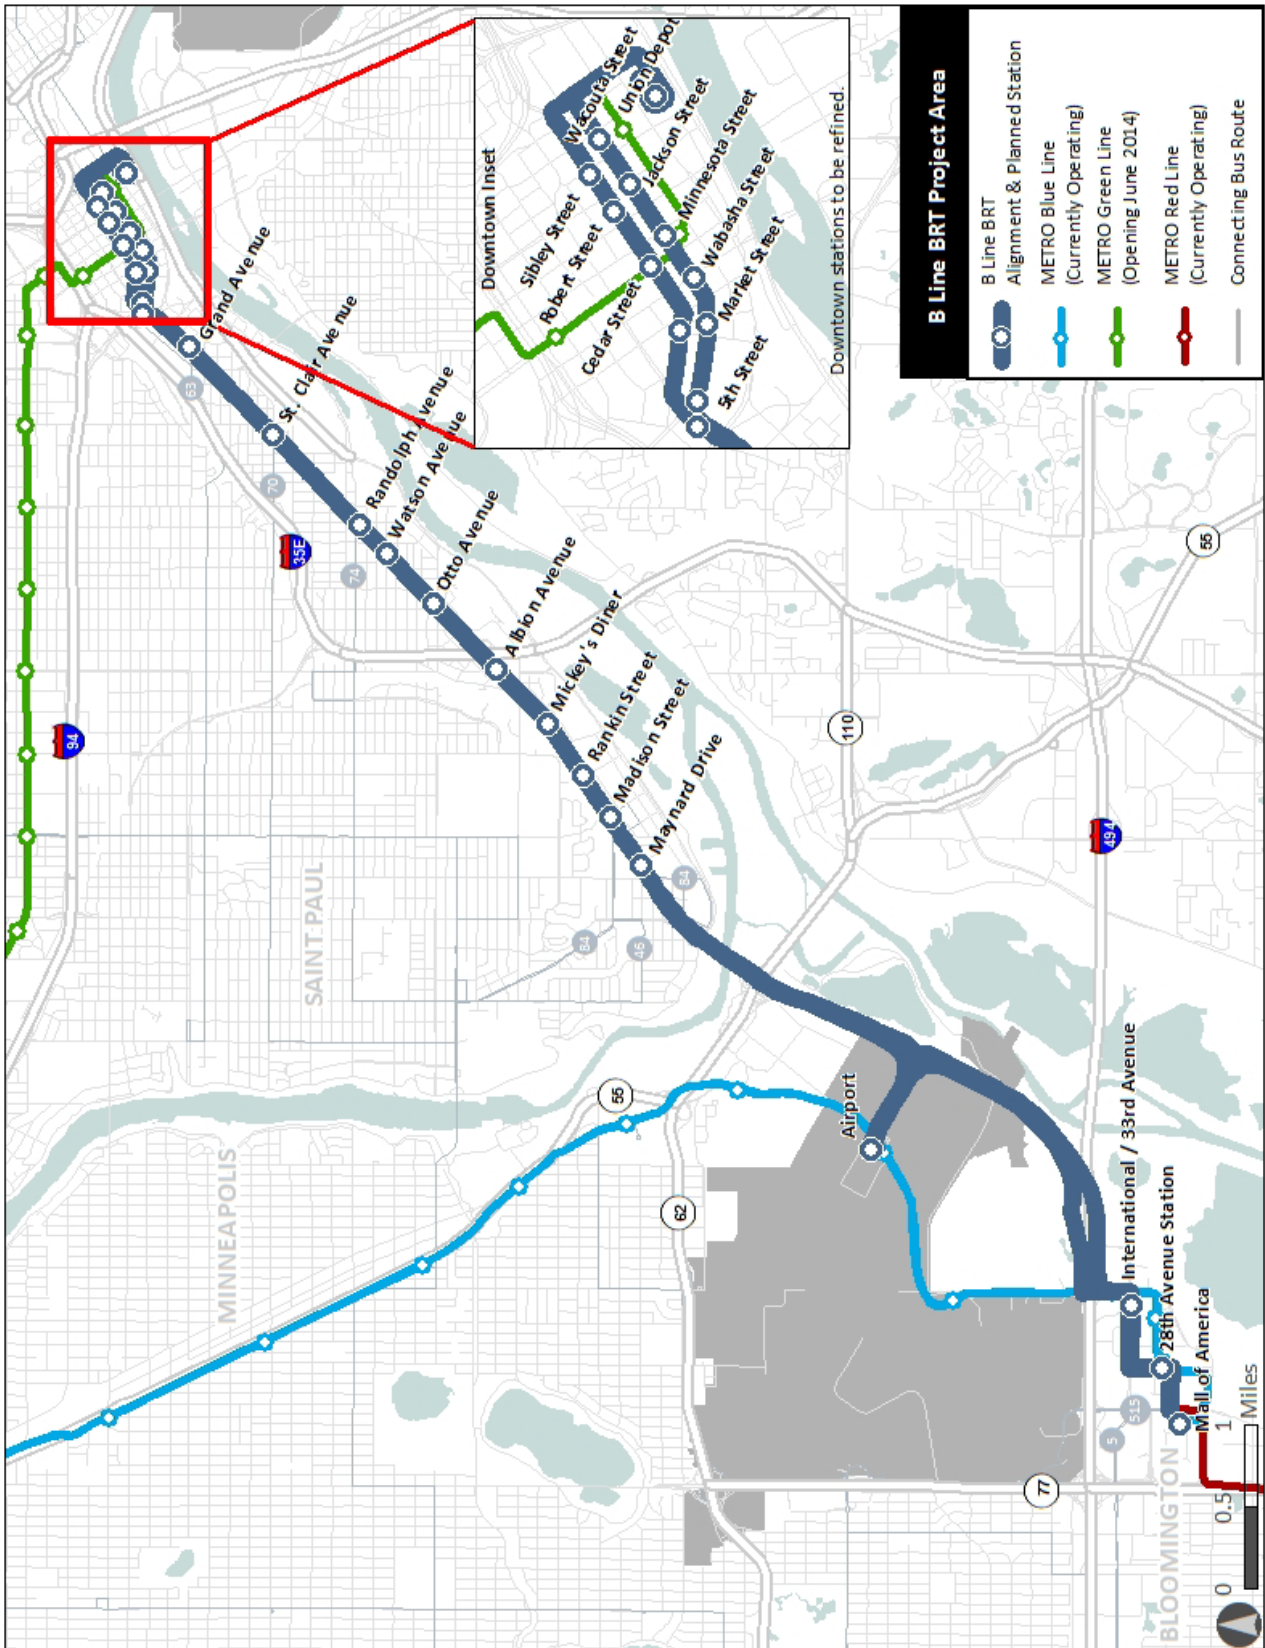 94
35E
63
70
74
Grand Avenue
St. Clair Avenue
Randolph Avenue
Watson Avenue
Otto Avenue
Albion Avenue
Mickey's Diner
Rankin Street
Madison Street
Maynard Drive
84
84
46
SAINT PAUL
MINNEAPOLIS
55
62
110
55
494
77
Airport
International / 33rd Avenue
28th Avenue Station
Mall of America
515
5
BLOOMINGTON
0
0.5
1
Miles
Downtown Inset
Wacouta Street
Union Depot
Sibley Street
Jackson Street
Robert Street
Minnesota Street
Cedar Street
Wabasha Street
Market Street
5th Street
Downtown stations to be refined.
B Line BRT Project Area
B Line BRT
Alignment & Planned Station
METRO Blue Line
(Currently Operating)
METRO Green Line
(Opening June 2014)
METRO Red Line
(Currently Operating)
Connecting Bus Route